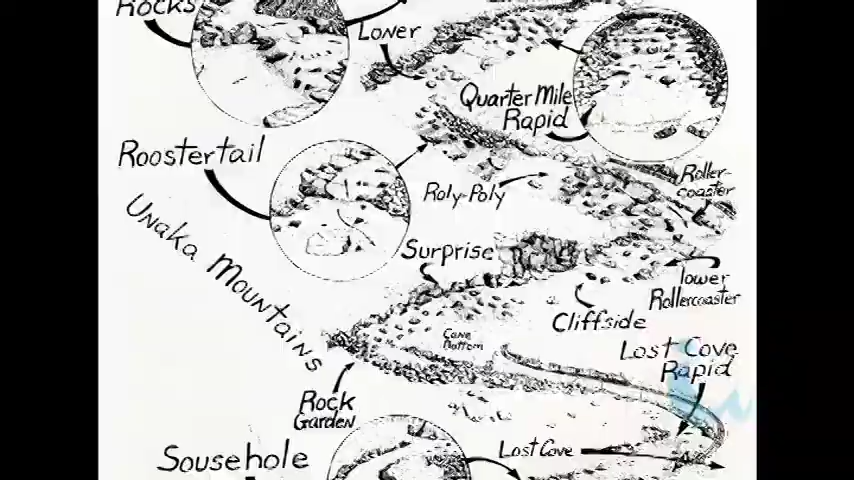 Rocks
Loner
Quarter Mile
Rapid
Roostertail
Roller-
coaster
Roly-Poly
Unaka Mountains
Surprise
lower
Rollercoaster
Cliffside
Cane
Bottom
Lost Cove
Rapid
Rock
Garden
Sousehole
Lost Cove